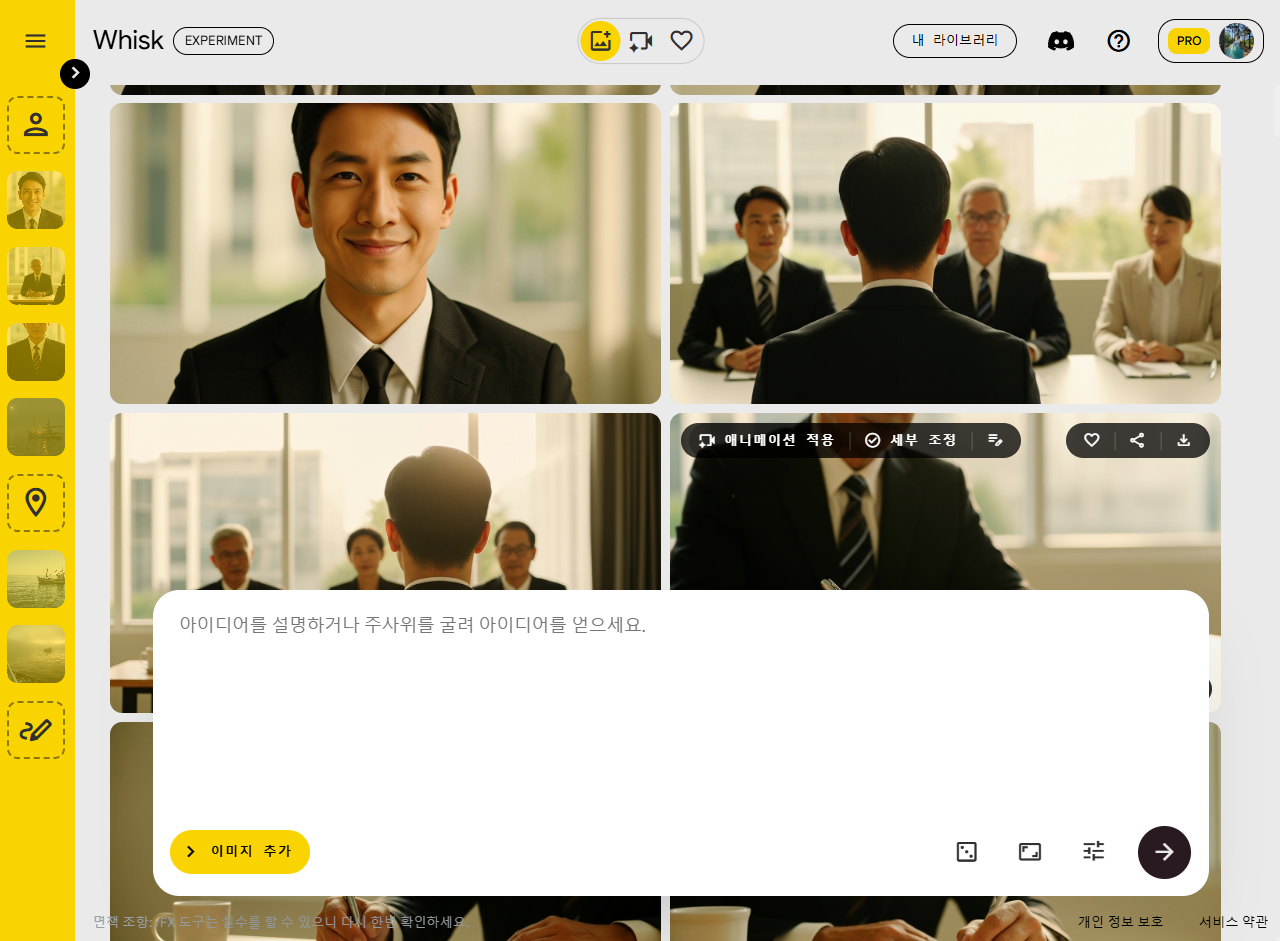 Whisk
EXPERIMENT
내 라이브러리
PRO
애니메이션 적용
세부 조정
아이디어를 설명하거나 주사위를 굴려 아이디어를 얻으세요.
이미지 추가
면책 조항: IFX 도구는 실수를 할 수 있으니 다시 한번 확인하세요.
개인 정보 보호
서비스 약관